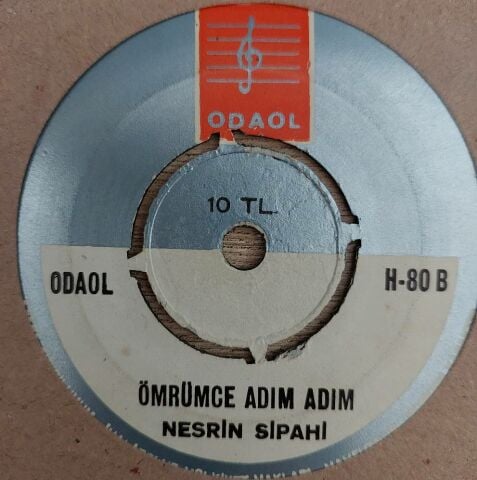 ODAOL
10 TL.
ODAOL
H-80 B
ÖMRÜMCE ADIM ADIM
NESRİN SİPAHİ